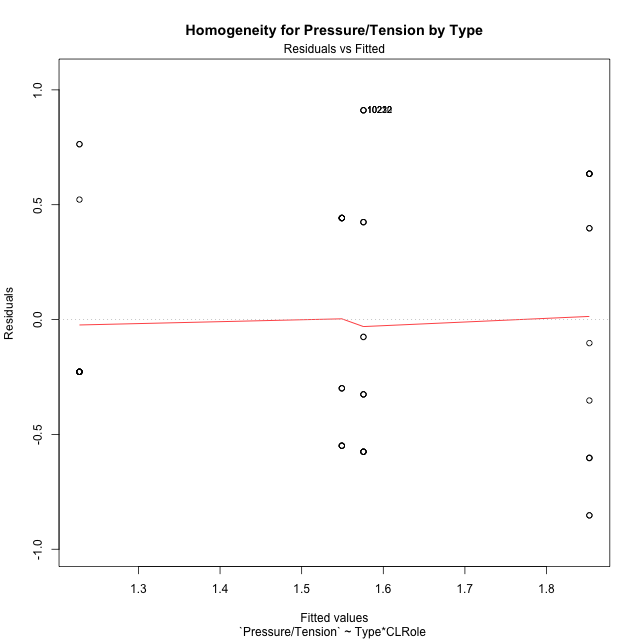 Homogeneity for Pressure/Tension by Type
Residuals vs Fitted
1.0
0.5
0.0
-0.5
-1.0
Residuals
1.3
1.4
1.5
1.6
1.7
1.8
Fitted values
`Pressure/Tension` ~ Type*CLRole